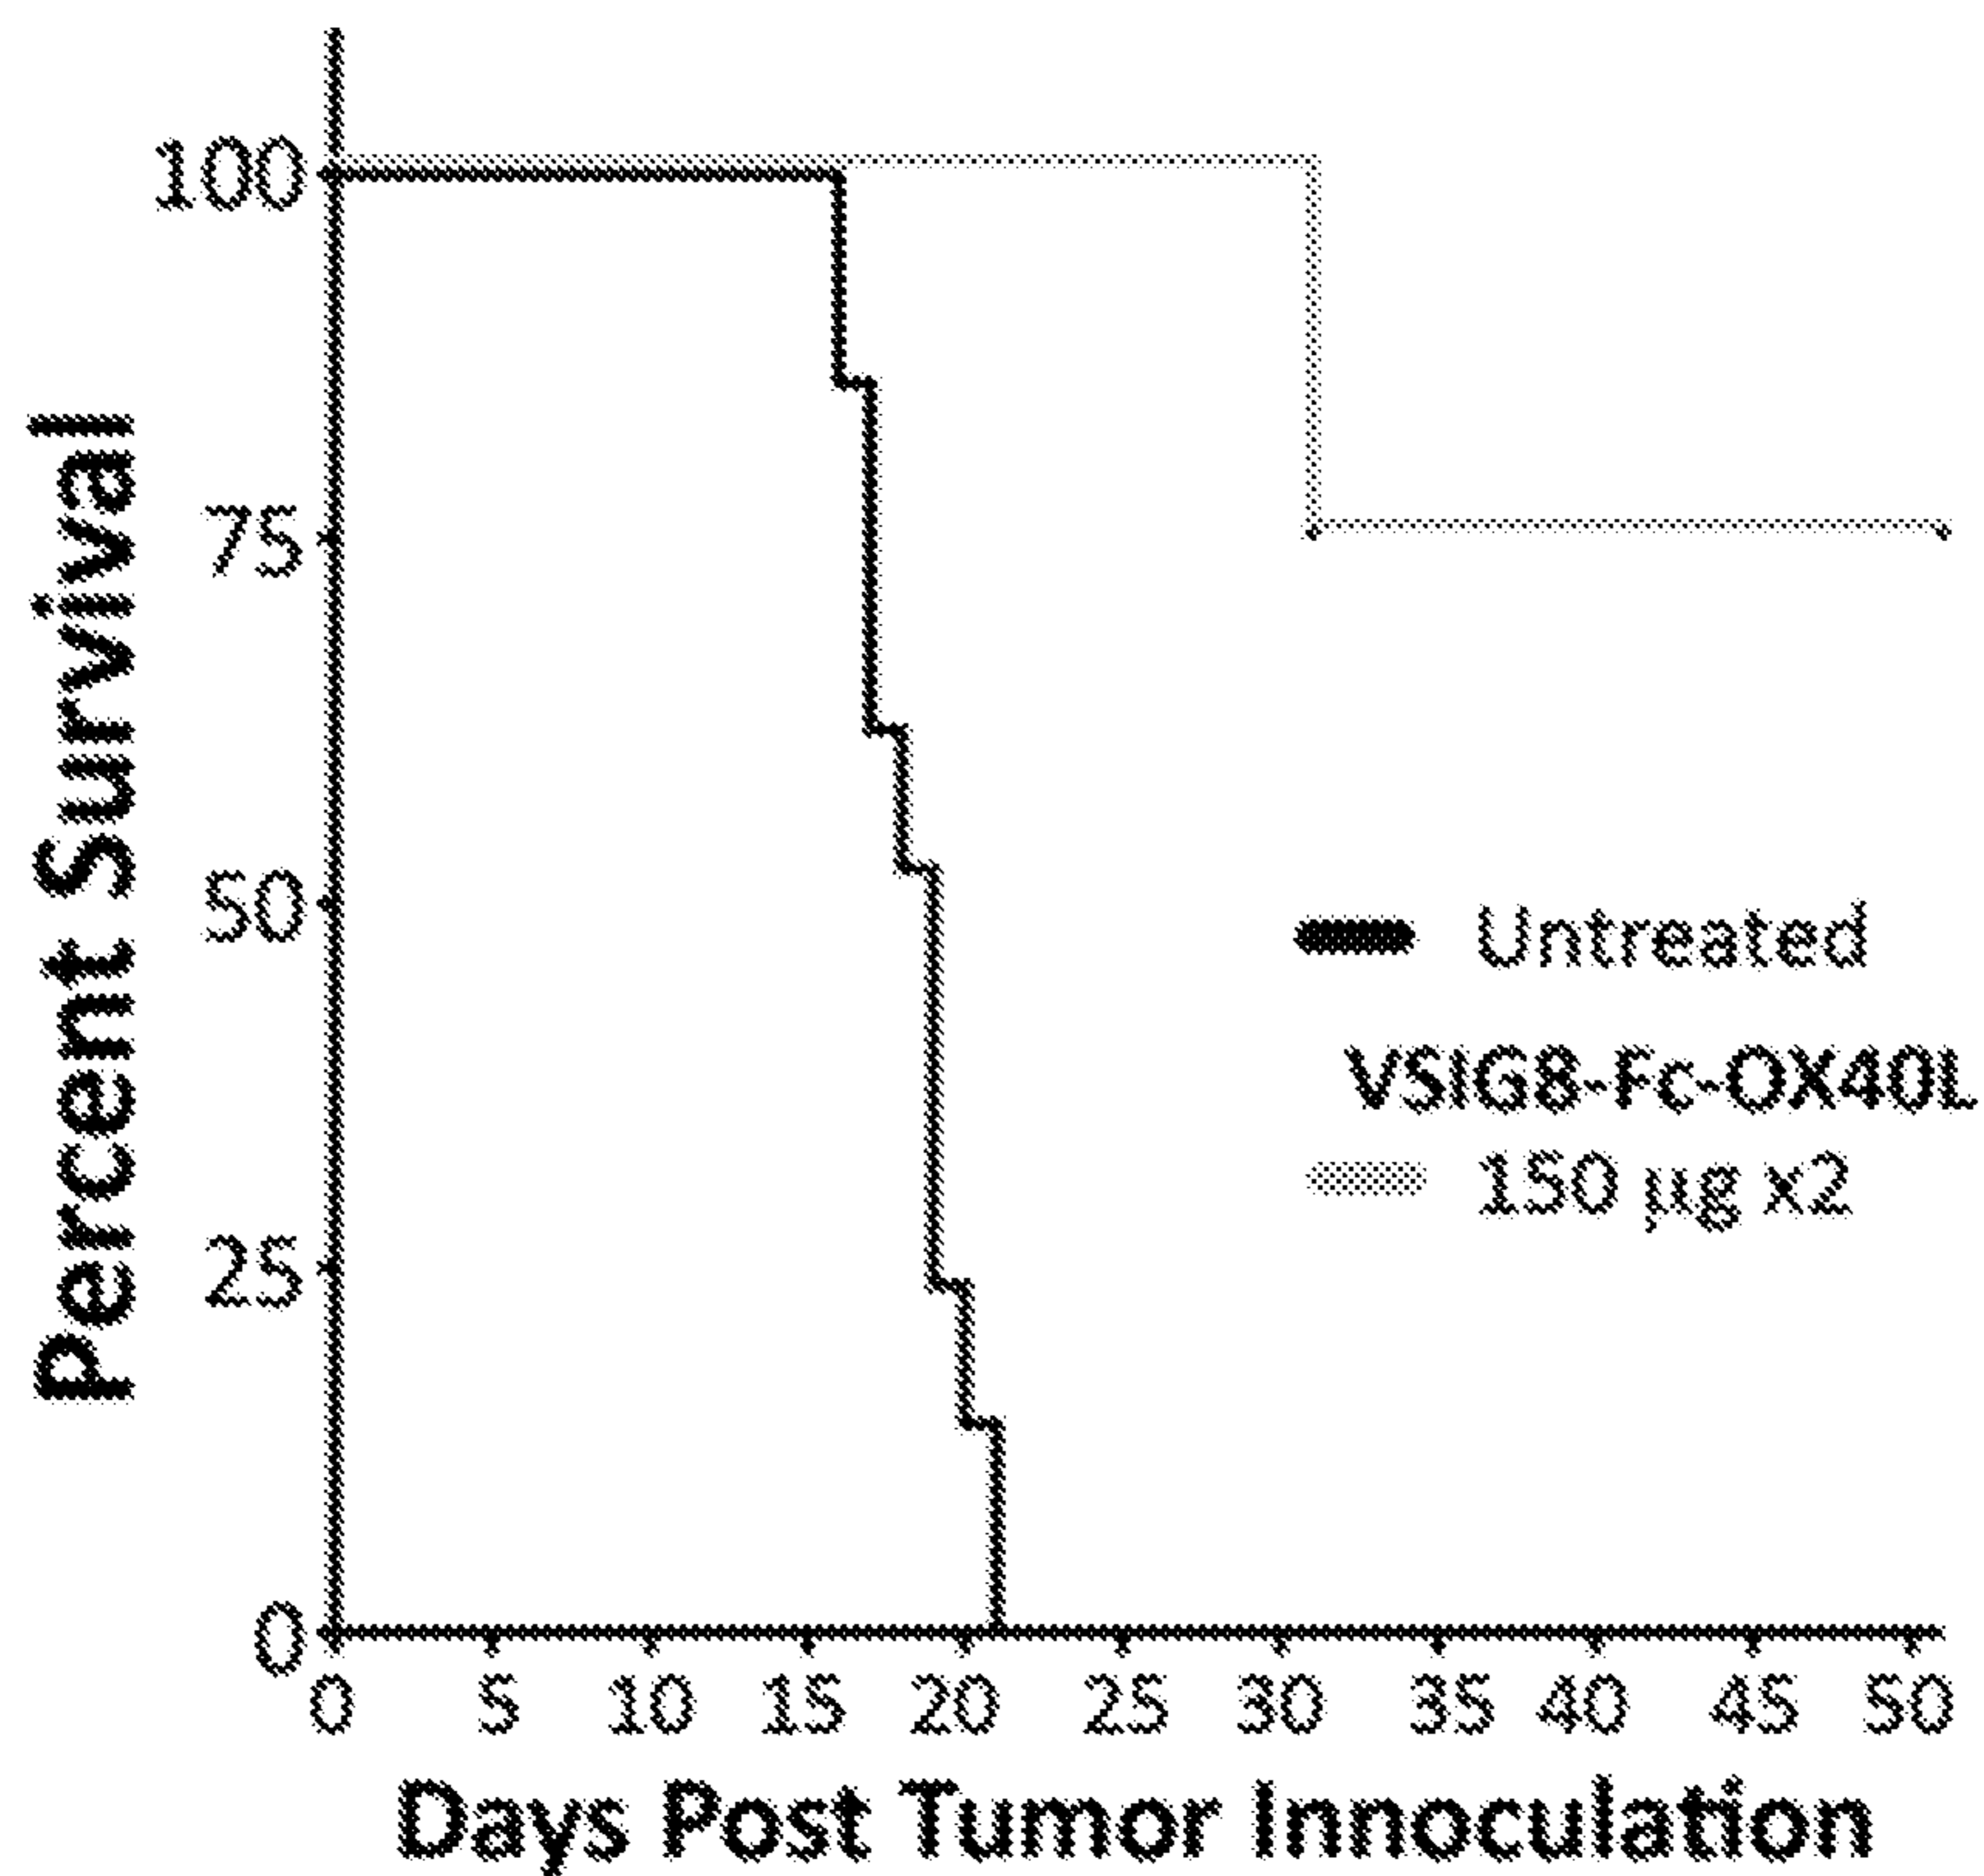 Percent Survival
100
75
50
25
0
0 5 10 15 20 25 30 35 40 45 50
Days Post Tumor Innoculation
Untreated
VSIG8-Fc-OX40L
150 µg x2